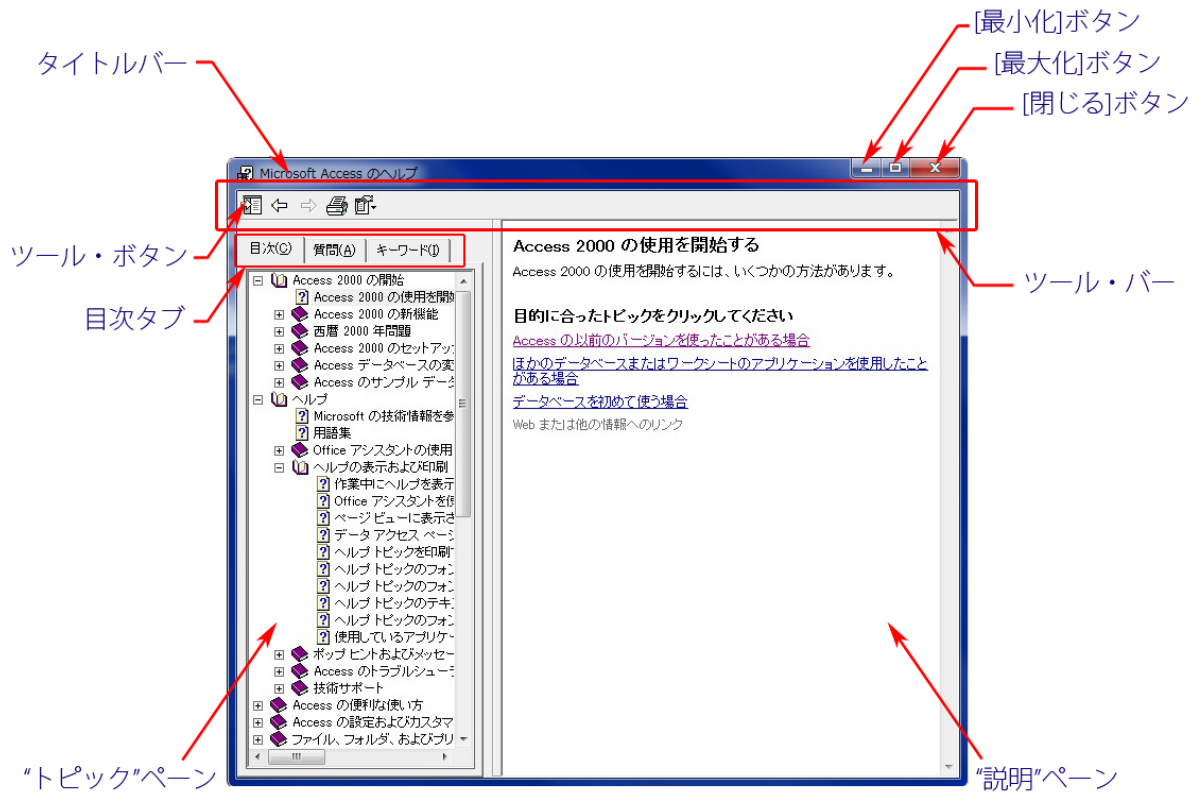 [最小化]ボタン
タイトルバー
[最大化]ボタン
[閉じる]ボタン
Microsoft Access のヘルプ
ツール・ボタン
目次タブ
ツール・バー
目次(C) 質問(A) キーワード(I)
Access 2000 の開始
Access 2000 の使用を開始
Access 2000 の新機能
西暦 2000 年問題
Access 2000 のセットアッ
Access データベースの変
Access のサンプル データ
ヘルプ
Microsoft の技術情報を参
用語集
Office アシスタントの使用
ヘルプの表示および印刷
作業中にヘルプを表示
Office アシスタントを使
ページ ビューに表示さ
データ アクセス ページ
ヘルプ トピックを印刷
ヘルプ トピックのフォン
ヘルプ トピックのフォン
ヘルプ トピックのテキ
ヘルプ トピックのフォン
使用しているアプリケー
ポップ ヒントおよびメッセー
Access のトラブルシュー
技術サポート
Access の便利な使い方
Access の設定およびカスタマ
ファイル、フォルダ、およびプリ
Access 2000 の使用を開始する
Access 2000 の使用を開始するには、いくつかの方法があります。
目的に合ったトピックをクリックしてください
Access の以前のバージョンを使ったことがある場合
ほかのデータベースまたはワークシートのアプリケーションを使用したこと
がある場合
データベースを初めて使う場合
Web または他の情報へのリンク
“トピック”ペーン
“説明”ペーン